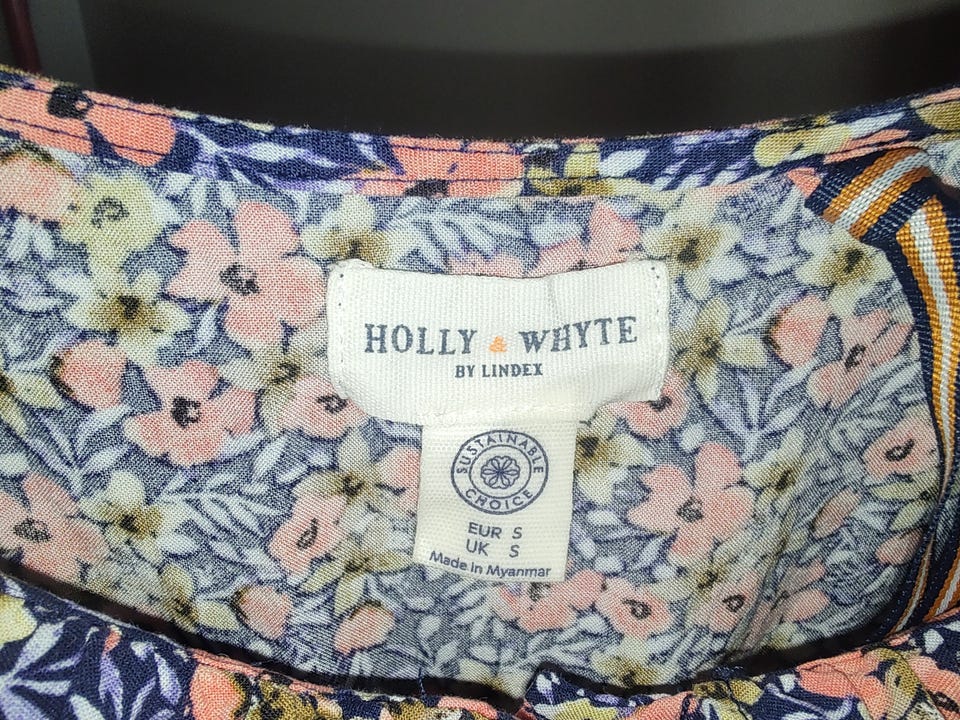 HOLLY & WHYTE
BY LINDEX
SUSTAINABLE
CHOICE
EUR S
UK S
Made in Myanmar